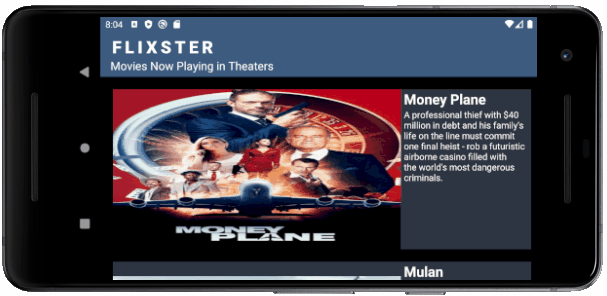 8:04
FLIXSTER
Movies Now Playing in Theaters
Money Plane
A professional thief with $40
million in debt and his family's
life on the line must commit
one final heist - rob a futuristic
airborne casino filled with
the world's most dangerous
criminals.
MONEY
PLANE
Mulan